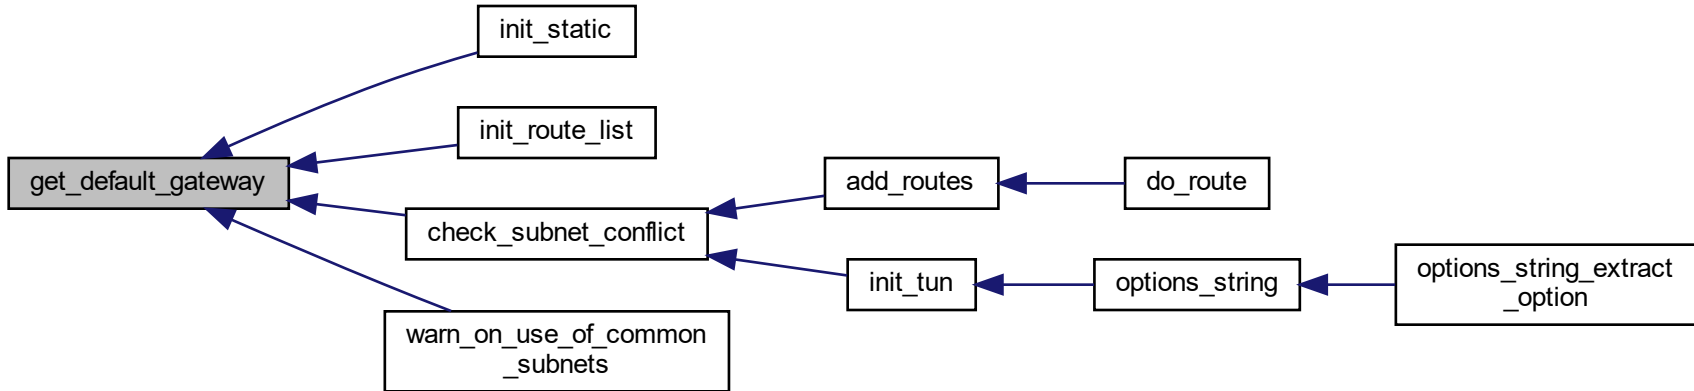 init_static
init_route_list
get_default_gateway
add_routes
do_route
check_subnet_conflict
init_tun
options_string
options_string_extract
_option
warn_on_use_of_common
_subnets